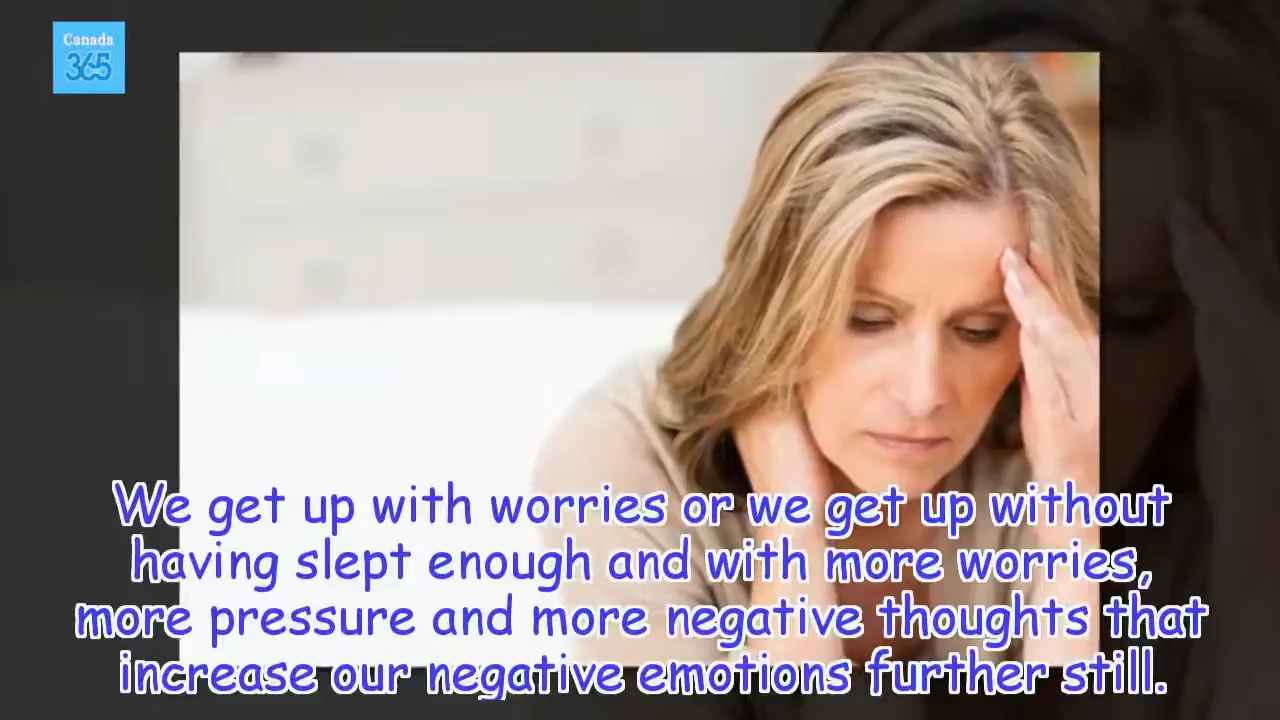 Canada
365
We get up with worries or we get up without
having slept enough and with more worries,
more pressure and more negative thoughts that
increase our negative emotions further still.